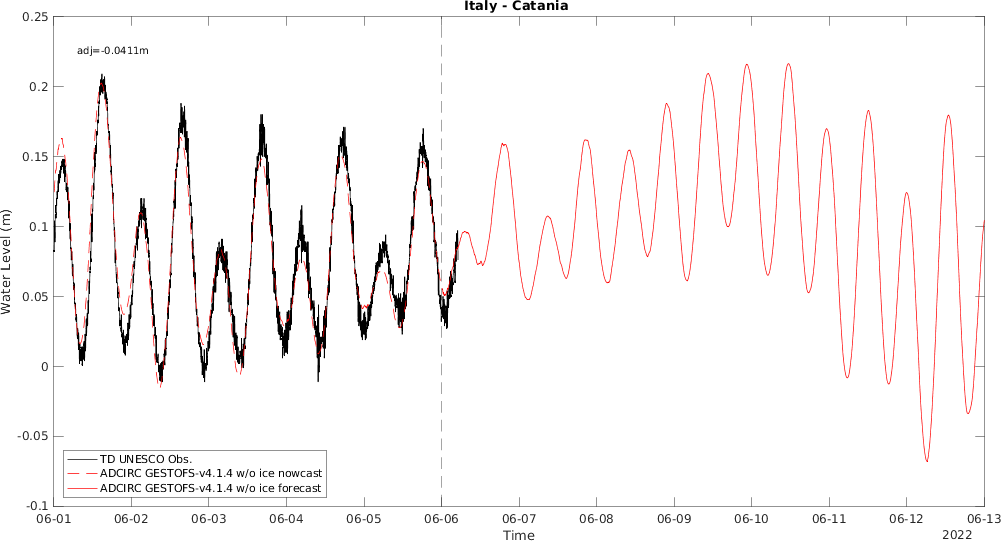 Italy - Catania
0.25
adj=-0.0411m
0.2
0.15
0.1
0.05
0
-0.05
-0.1
Water Level (m)
TD UNESCO Obs.
ADCIRC GESTOFS-v4.1.4 w/o ice nowcast
ADCIRC GESTOFS-v4.1.4 w/o ice forecast
06-01 06-02 06-03 06-04 06-05 06-06 06-07 06-08 06-09 06-10 06-11 06-12 06-13
Time
2022